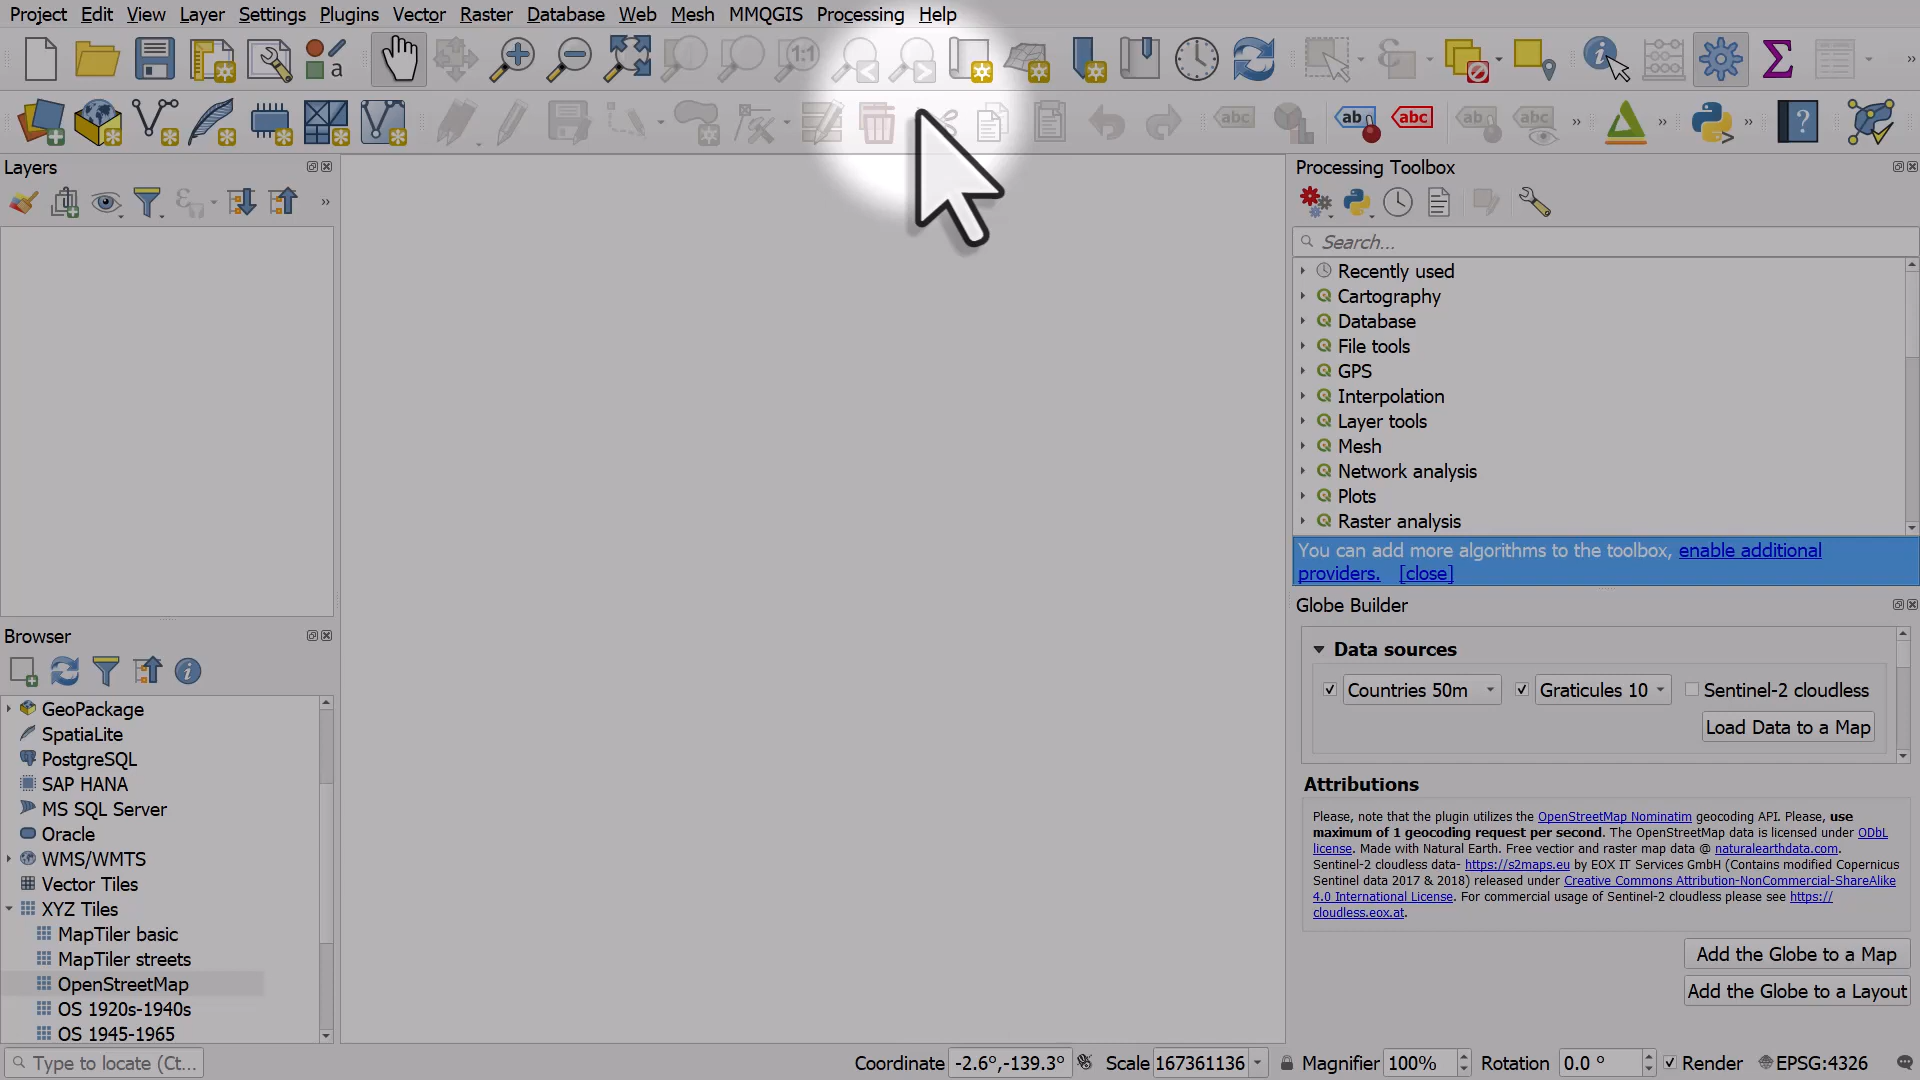 Project Edit View Layer Settings Plugins Vector Raster Database Web Mesh MMQGIS Processing Help
1:1
a
abc ab abc ab abc
Layers
Processing Toolbox
Search...
Recently used
Cartography
Database
File tools
GPS
Interpolation
Layer tools
Mesh
Network analysis
Plots
Raster analysis
You can add more algorithms to the toolbox, enable additional
providers. [close]
Globe Builder
Data sources
Countries 50m Graticules 10 Sentinel-2 cloudless
Load Data to a Map
Attributions
Please, note that the plugin utilizes the OpenStreetMap Nominatim geocoding API. Please, use
maximum of 1 geocoding request per second. The OpenStreetMap data is licensed under ODbL
license. Made with Natural Earth. Free vectior and raster map data @ naturalearthdata.com.
Sentinel-2 cloudless data- https://s2maps.eu by EOX IT Services GmbH (Contains modified Copernicus
Sentinel data 2017 & 2018) released under Creative Commons Attribution-NonCommercial-ShareAlike
4.0 International License. For commercial usage of Sentinel-2 cloudless please see https://
cloudless.eox.at.
Add the Globe to a Map
Add the Globe to a Layout
Browser
GeoPackage
SpatiaLite
PostgreSQL
SAP HANA
MS SQL Server
Oracle
WMS/WMTS
Vector Tiles
XYZ Tiles
MapTiler basic
MapTiler streets
OpenStreetMap
OS 1920s-1940s
OS 1945-1965
Type to locate (Ct...
Coordinate -2.6°,-139.3° Scale 167361136 Magnifier 100% Rotation 0.0 ° Render EPSG:4326